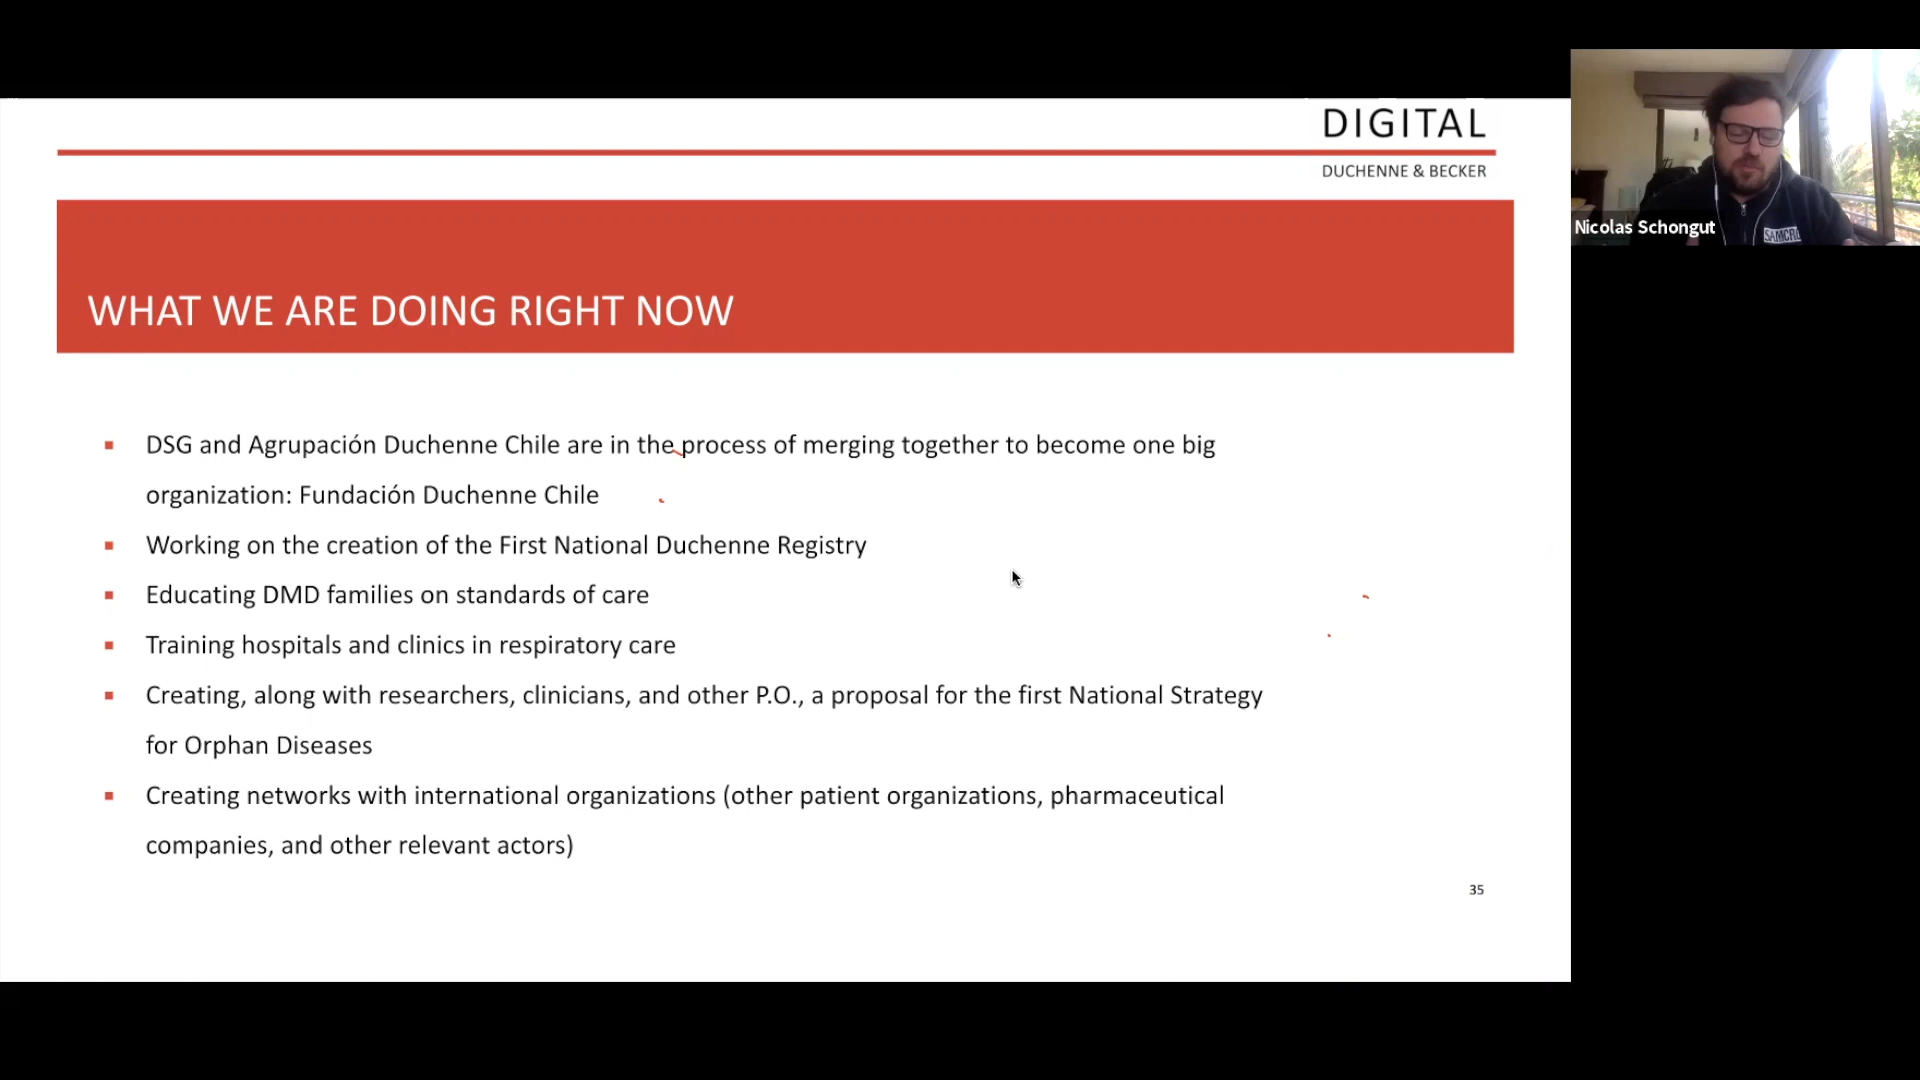 DIGITAL
DUCHENNE & BECKER
Nicolas Schongut
WHAT WE ARE DOING RIGHT NOW
DSG and Agrupación Duchenne Chile are in the process of merging together to become one big
organization: Fundación Duchenne Chile
Working on the creation of the First National Duchenne Registry
Educating DMD families on standards of care
Training hospitals and clinics in respiratory care
Creating, along with researchers, clinicians, and other P.O., a proposal for the first National Strategy
for Orphan Diseases
Creating networks with international organizations (other patient organizations, pharmaceutical
companies, and other relevant actors)
35